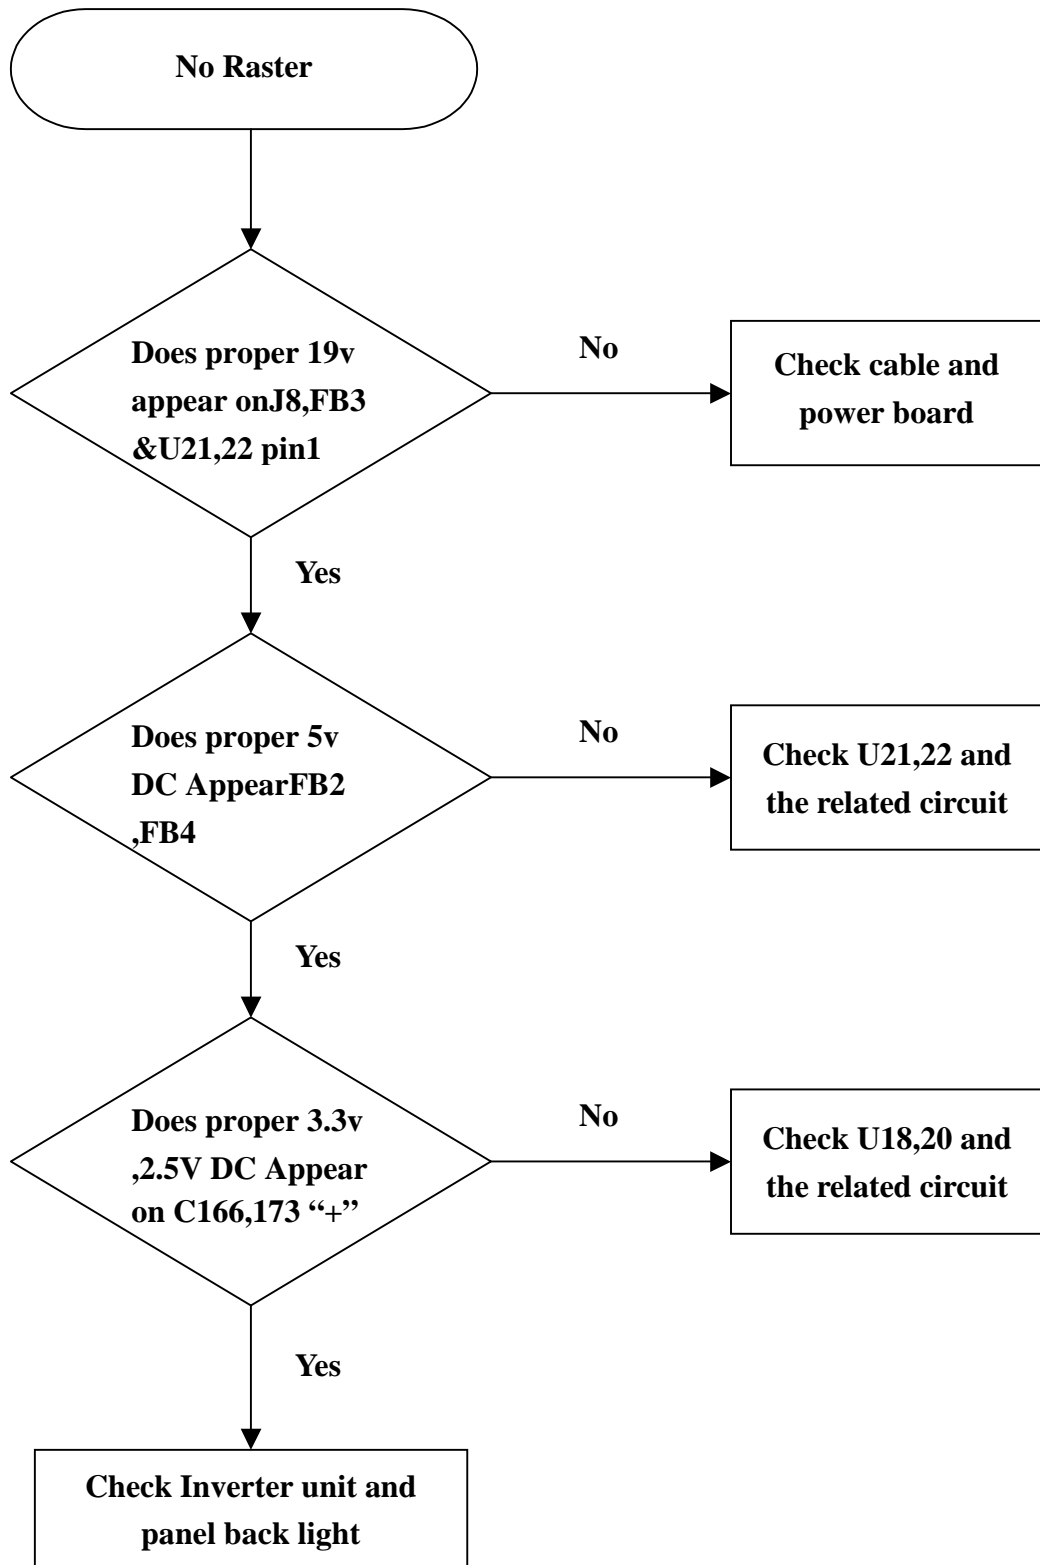 No Raster
Does proper 19v
appear onJ8,FB3
&U21,22 pin1
No
Check cable and
power board
Yes
Does proper 5v
DC AppearFB2
,FB4
No
Check U21,22 and
the related circuit
Yes
Does proper 3.3v
,2.5V DC Appear
on C166,173 “+”
No
Check U18,20 and
the related circuit
Yes
Check Inverter unit and
panel back light